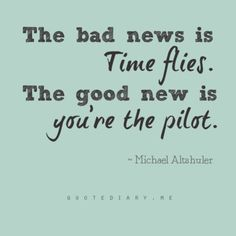 The bad news is
Time flies.
The good new is
you're the pilot.
~ Michael Altshuler
QUOTEDIARY.ME